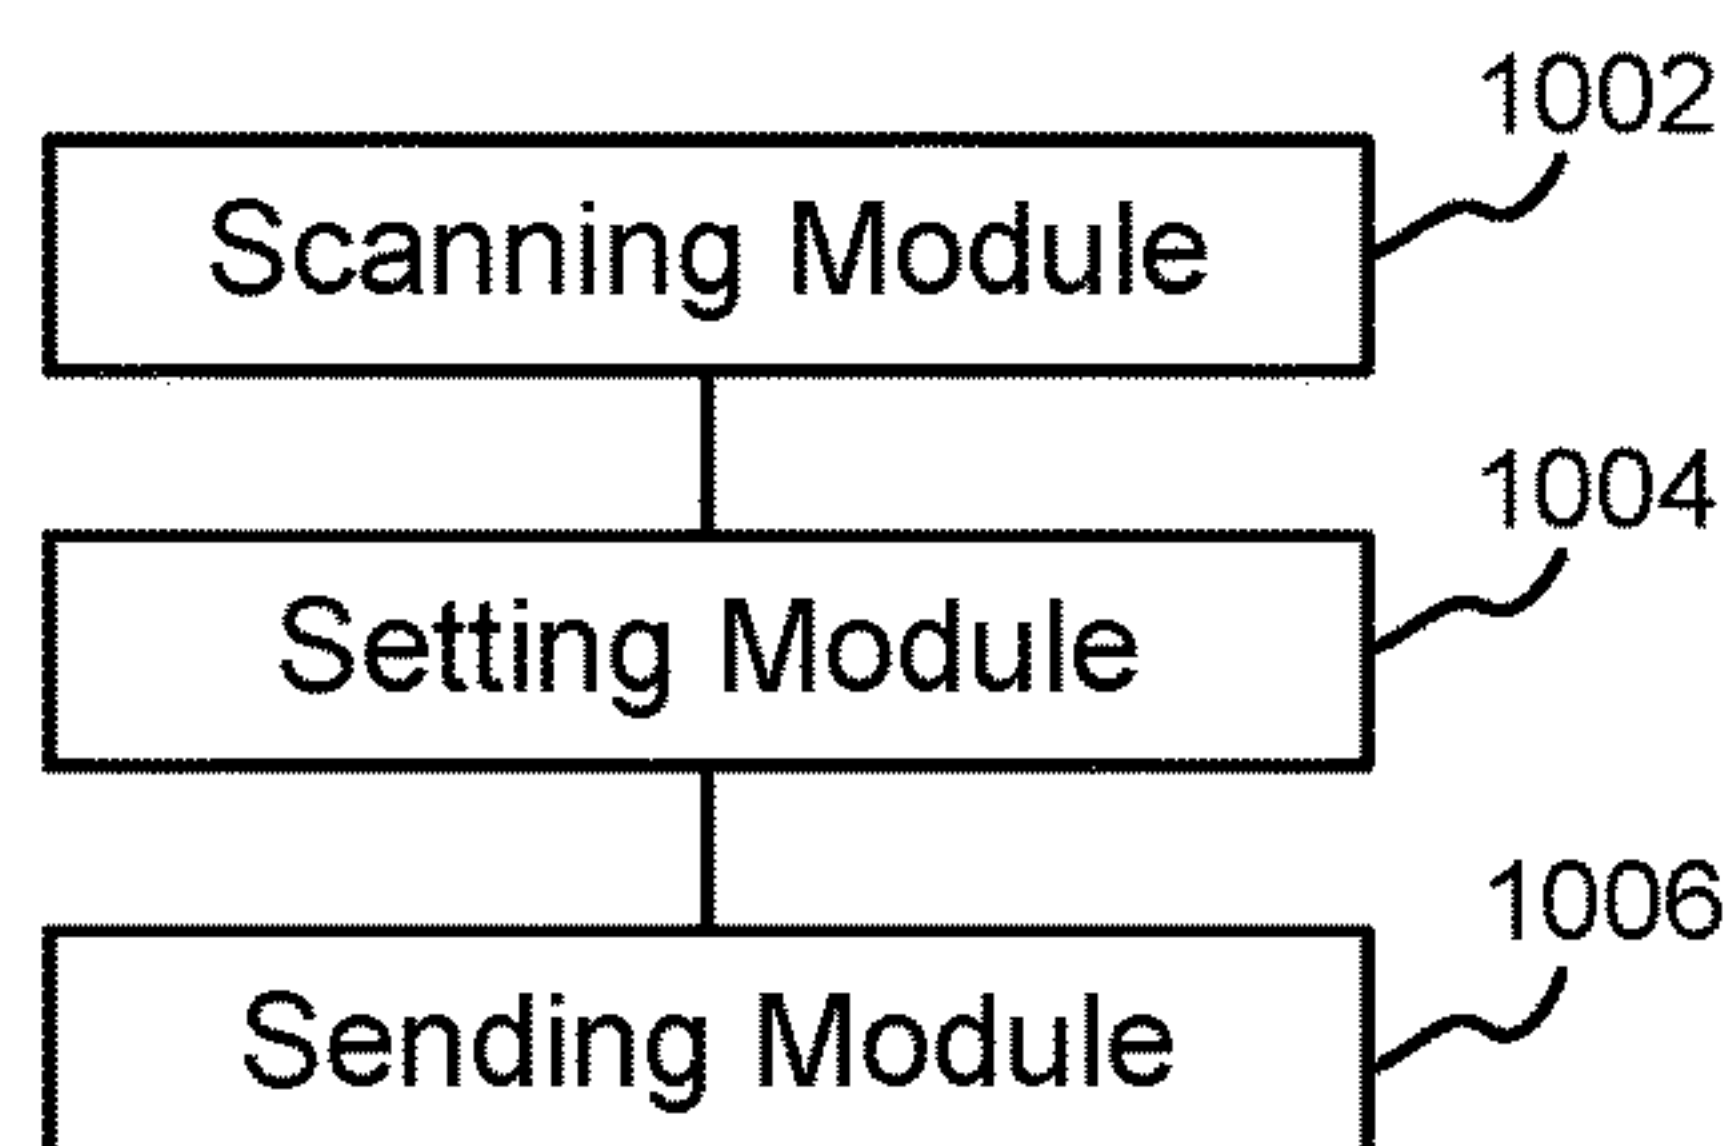 1002
Scanning Module
1004
Setting Module
1006
Sending Module